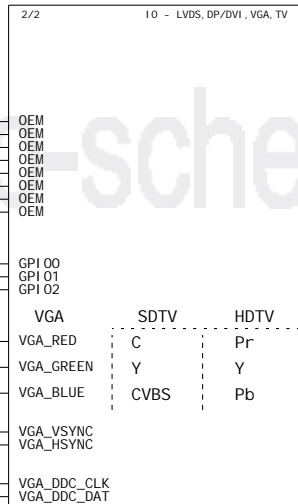 2/2 IO - LVDS,DP/DVI,VGA,TV
OEM
OEM
OEM
OEM
OEM
OEM
OEM
OEM
GPIO0
GPIO1
GPIO2
VGA SDTV HDTV
VGA_RED C Pr
VGA_GREEN Y Y
VGA_BLUE CVBS Pb
VGA_VSYNC
VGA_HSYNC
VGA_DDC_CLK
VGA_DDC_DAT